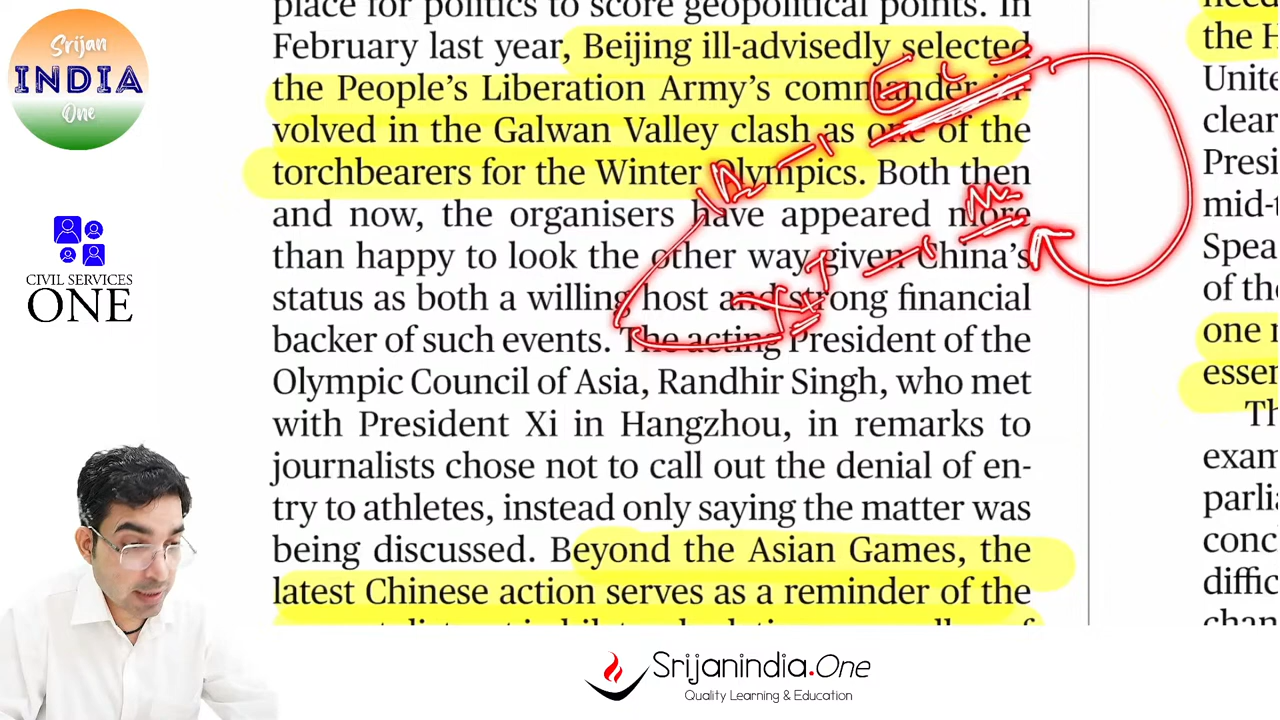 Srijan
INDIA
One
CIVIL SERVICES
ONE
place for politics to score geopolitical points. In
February last year, Beijing ill-advisedly selected
the People's Liberation Army's commander in-
volved in the Galwan Valley clash as one of the
torchbearers for the Winter Olympics. Both then
and now, the organisers have appeared more
than happy to look the other way given China's
status as both a willing host and strong financial
backer of such events. The acting President of the
Olympic Council of Asia, Randhir Singh, who met
with President Xi in Hangzhou, in remarks to
journalists chose not to call out the denial of en-
try to athletes, instead only saying the matter was
being discussed. Beyond the Asian Games, the
latest Chinese action serves as a reminder of the
the H
Unite
clear
Presi
mid-t
Spea
of the
one r
essen
Th
exam
parlia
conc
diffic
Srijanindia.One
Quality Learning & Education